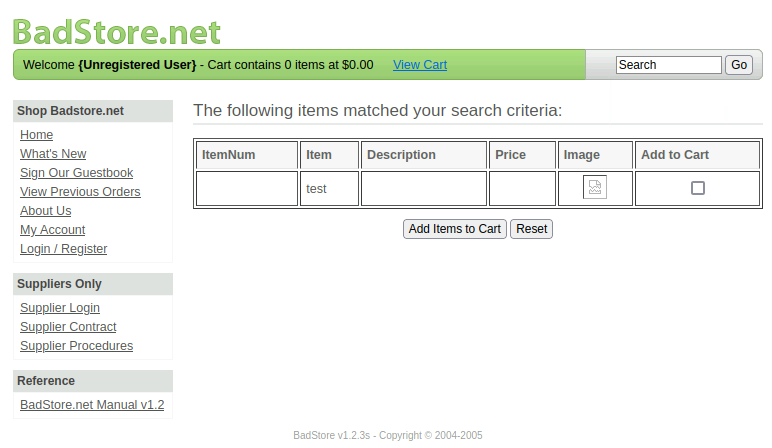 BadStore.net
Welcome {Unregistered User} - Cart contains 0 items at $0.00 View Cart Search Go
Shop Badstore.net
Home
What's New
Sign Our Guestbook
View Previous Orders
About Us
My Account
Login / Register
Suppliers Only
Supplier Login
Supplier Contract
Supplier Procedures
Reference
BadStore.net Manual v1.2
The following items matched your search criteria:
ItemNum Item Description Price Image Add to Cart
test
Add Items to Cart Reset
BadStore v1.2.3s - Copyright © 2004-2005